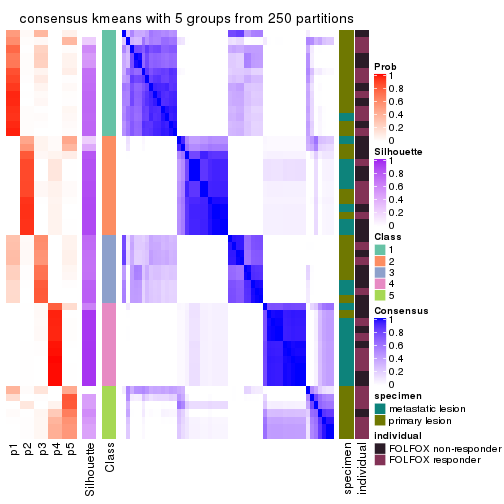 consensus kmeans with 5 groups from 250 partitions
Prob
1
0.8
0.6
0.4
0.2
0
Silhouette
1
0.8
0.6
0.4
0.2
0
Class
1
2
3
4
5
Consensus
1
0.8
0.6
0.4
0.2
0
specimen
metastatic lesion
primary lesion
individual
FOLFOX non-responder
FOLFOX responder
p1
p2
p3
p4
p5
Silhouette
Class
specimen
individual